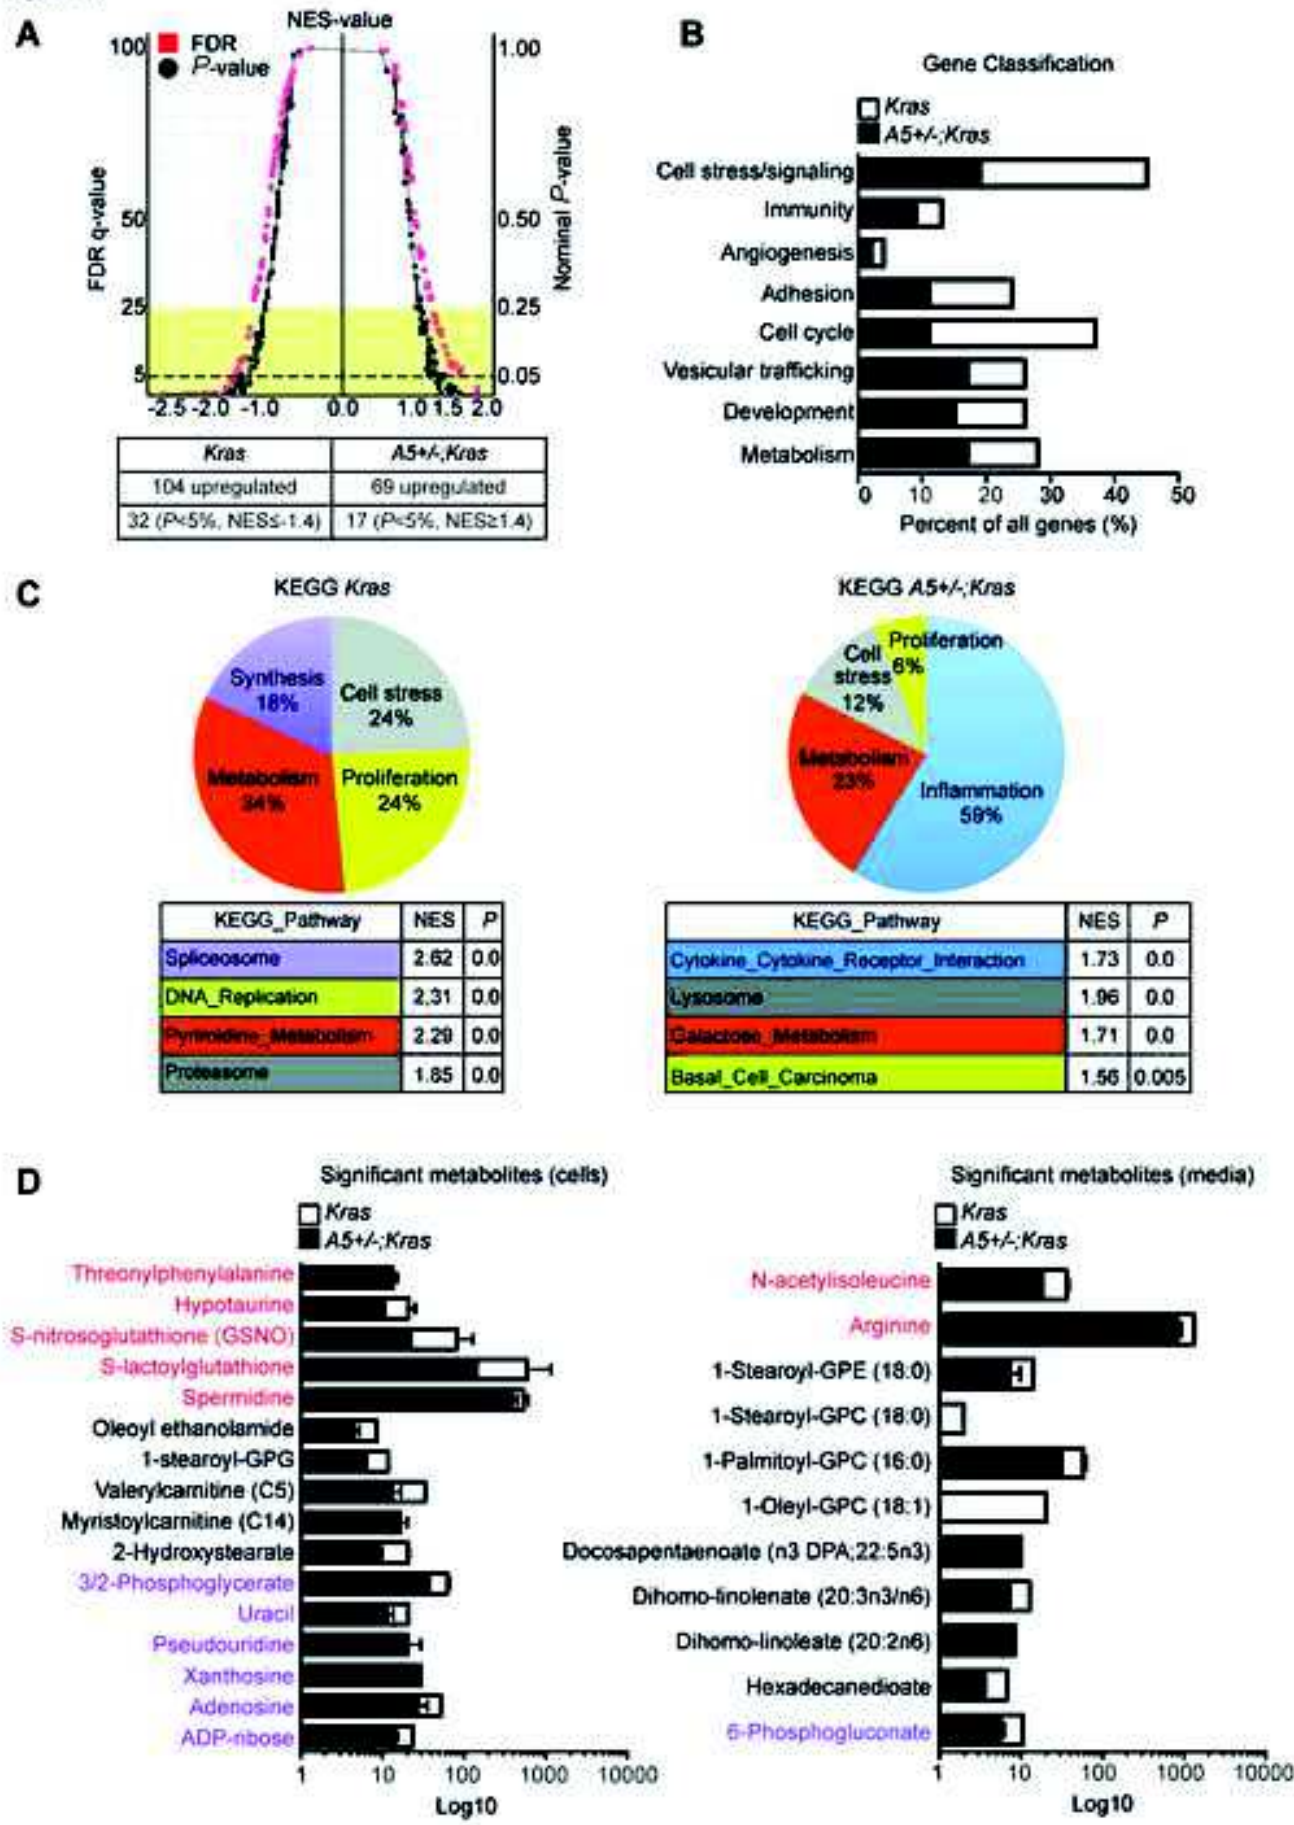 A
NES-value
FDR
P-value
FDR q-value
100
50
25
5
Nominal P-value
1.00
0.50
0.25
0.05
-2.5 -2.0 -1.0 0.0 1.0 1.5 2.0
Kras A5+/-;Kras
104 upregulated 69 upregulated
32 (P<5%, NES≤-1.4) 17 (P<5%, NES≥1.4)
B
Gene Classification
Kras
A5+/-;Kras
Cell stress/signaling
Immunity
Angiogenesis
Adhesion
Cell cycle
Vesicular trafficking
Development
Metabolism
0 10 20 30 40 50
Percent of all genes (%)
C
KEGG Kras
Synthesis
18%
Cell stress
24%
Metabolism
34%
Proliferation
24%
KEGG_Pathway NES P
Spliceosome 2.62 0.0
DNA_Replication 2.31 0.0
Pyrimidine_Metabolism 2.29 0.0
Proteasome 1.85 0.0
KEGG A5+/-;Kras
Proliferation
6%
Cell
stress
12%
Metabolism
23%
Inflammation
59%
KEGG_Pathway NES P
Cytokine_Cytokine_Receptor_Interaction 1.73 0.0
Lysosome 1.96 0.0
Galactose_Metabolism 1.71 0.0
Basal_Cell_Carcinoma 1.56 0.005
D
Significant metabolites (cells)
Kras
A5+/-;Kras
Threonylphenylalanine
Hypotaurine
S-nitrosoglutathione (GSNO)
S-lactoylglutathione
Spermidine
Oleoyl ethanolamide
1-stearoyl-GPG
Valerylcarnitine (C5)
Myristoylcarnitine (C14)
2-Hydroxystearate
3/2-Phosphoglycerate
Uracil
Pseudouridine
Xanthosine
Adenosine
ADP-ribose
1 10 100 1000 10000
Log10
Significant metabolites (media)
Kras
A5+/-;Kras
N-acetylisoleucine
Arginine
1-Stearoyl-GPE (18:0)
1-Stearoyl-GPC (18:0)
1-Palmitoyl-GPC (16:0)
1-Oleyl-GPC (18:1)
Docosapentaenoate (n3 DPA;22:5n3)
Dihomo-linolenate (20:3n3/n6)
Dihomo-linoleate (20:2n6)
Hexadecanedioate
6-Phosphogluconate
1 10 100 1000 10000
Log10